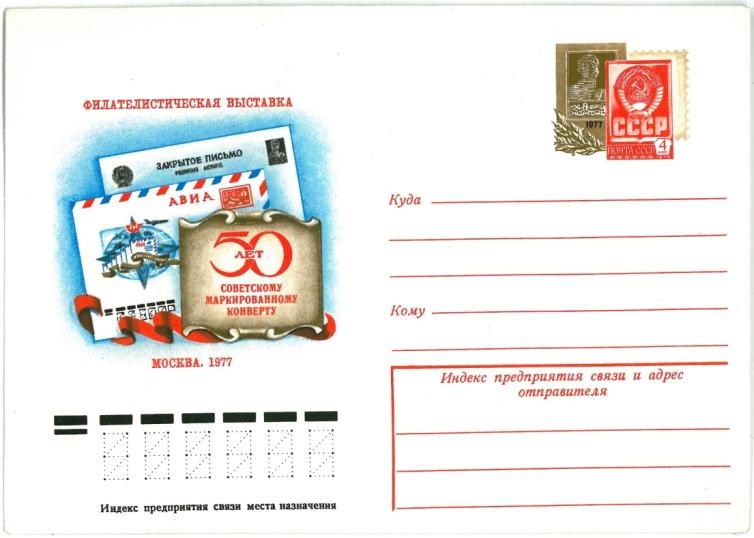 ФИЛАТЕЛИСТИЧЕСКАЯ ВЫСТАВКА
ЗАКРЫТОЕ ПИСЬМО
АВИА
50
ЛЕТ
СОВЕТСКОМУ
МАРКИРОВАННОМУ
КОНВЕРТУ
МОСКВА. 1977
1977
СССР
ПОЧТА СССР 4
Куда
Кому
Индекс предприятия связи и адрес
отправителя
Индекс предприятия связи места назначения